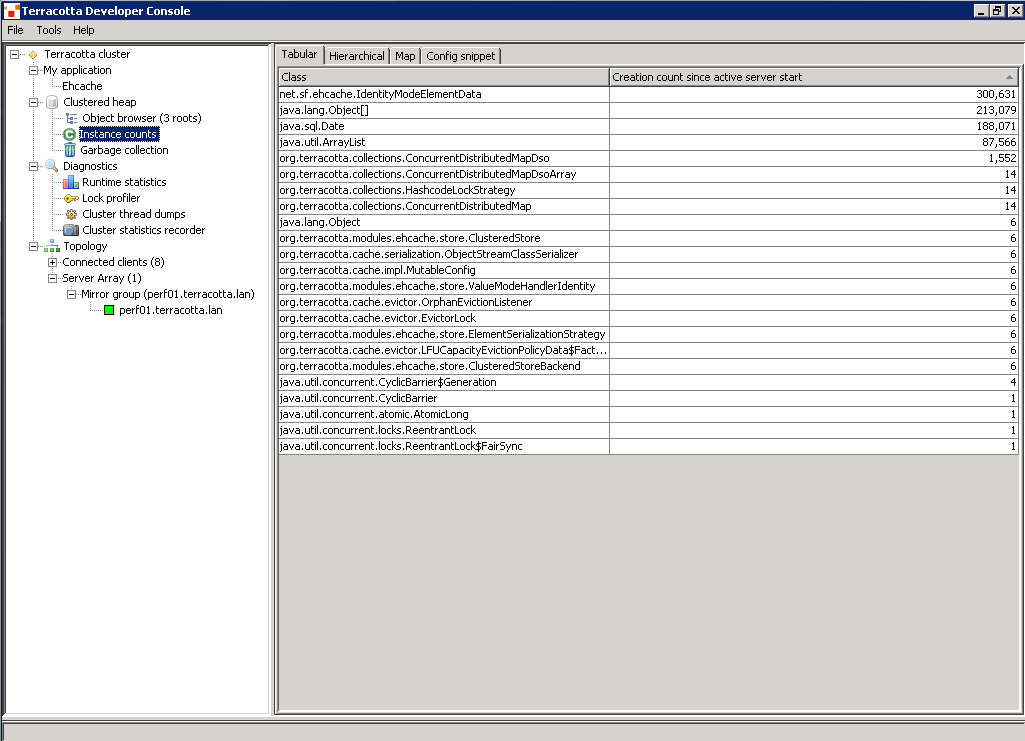 Terracotta Developer Console
File Tools Help
Terracotta cluster
My application
Ehcache
Clustered heap
Object browser (3 roots)
Instance counts
Garbage collection
Diagnostics
Runtime statistics
Lock profiler
Cluster thread dumps
Cluster statistics recorder
Topology
Connected clients (8)
Server Array (1)
Mirror group (perf01.terracotta.lan)
perf01.terracotta.lan
Tabular Hierarchical Map Config snippet
Class Creation count since active server start
net.sf.ehcache.IdentityModeElementData 300,631
java.lang.Object[] 213,079
java.sql.Date 188,071
java.util.ArrayList 87,566
org.terracotta.collections.ConcurrentDistributedMapDso 1,552
org.terracotta.collections.ConcurrentDistributedMapDsoArray 14
org.terracotta.collections.HashcodeLockStrategy 14
org.terracotta.collections.ConcurrentDistributedMap 14
java.lang.Object 6
org.terracotta.modules.ehcache.store.ClusteredStore 6
org.terracotta.cache.serialization.ObjectStreamClassSerializer 6
org.terracotta.cache.impl.MutableConfig 6
org.terracotta.modules.ehcache.store.ValueModeHandlerIdentity 6
org.terracotta.cache.evictor.OrphanEvictionListener 6
org.terracotta.cache.evictor.EvictorLock 6
org.terracotta.modules.ehcache.store.ElementSerializationStrategy 6
org.terracotta.cache.evictor.LFUCapacityEvictionPolicyData$Fact... 6
org.terracotta.modules.ehcache.store.ClusteredStoreBackend 6
java.util.concurrent.CyclicBarrier$Generation 4
java.util.concurrent.CyclicBarrier 1
java.util.concurrent.atomic.AtomicLong 1
java.util.concurrent.locks.ReentrantLock 1
java.util.concurrent.locks.ReentrantLock$FairSync 1